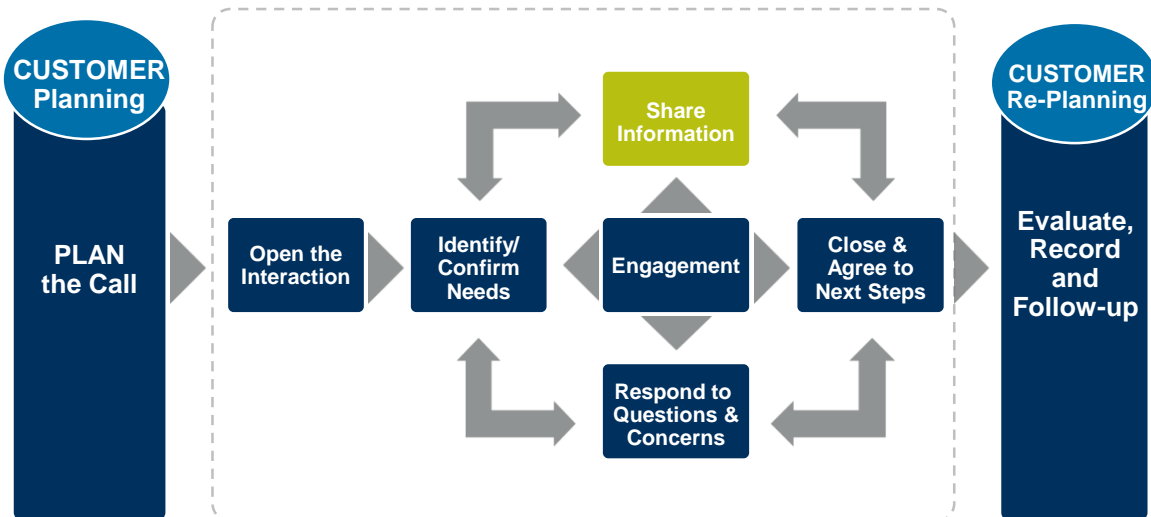 CUSTOMER
Planning
PLAN
the Call
Open the
Interaction
Identify/
Confirm
Needs
Share
Information
Engagement
Respond to
Questions &
Concerns
Close &
Agree to
Next Steps
CUSTOMER
Re-Planning
Evaluate,
Record
and
Follow-up